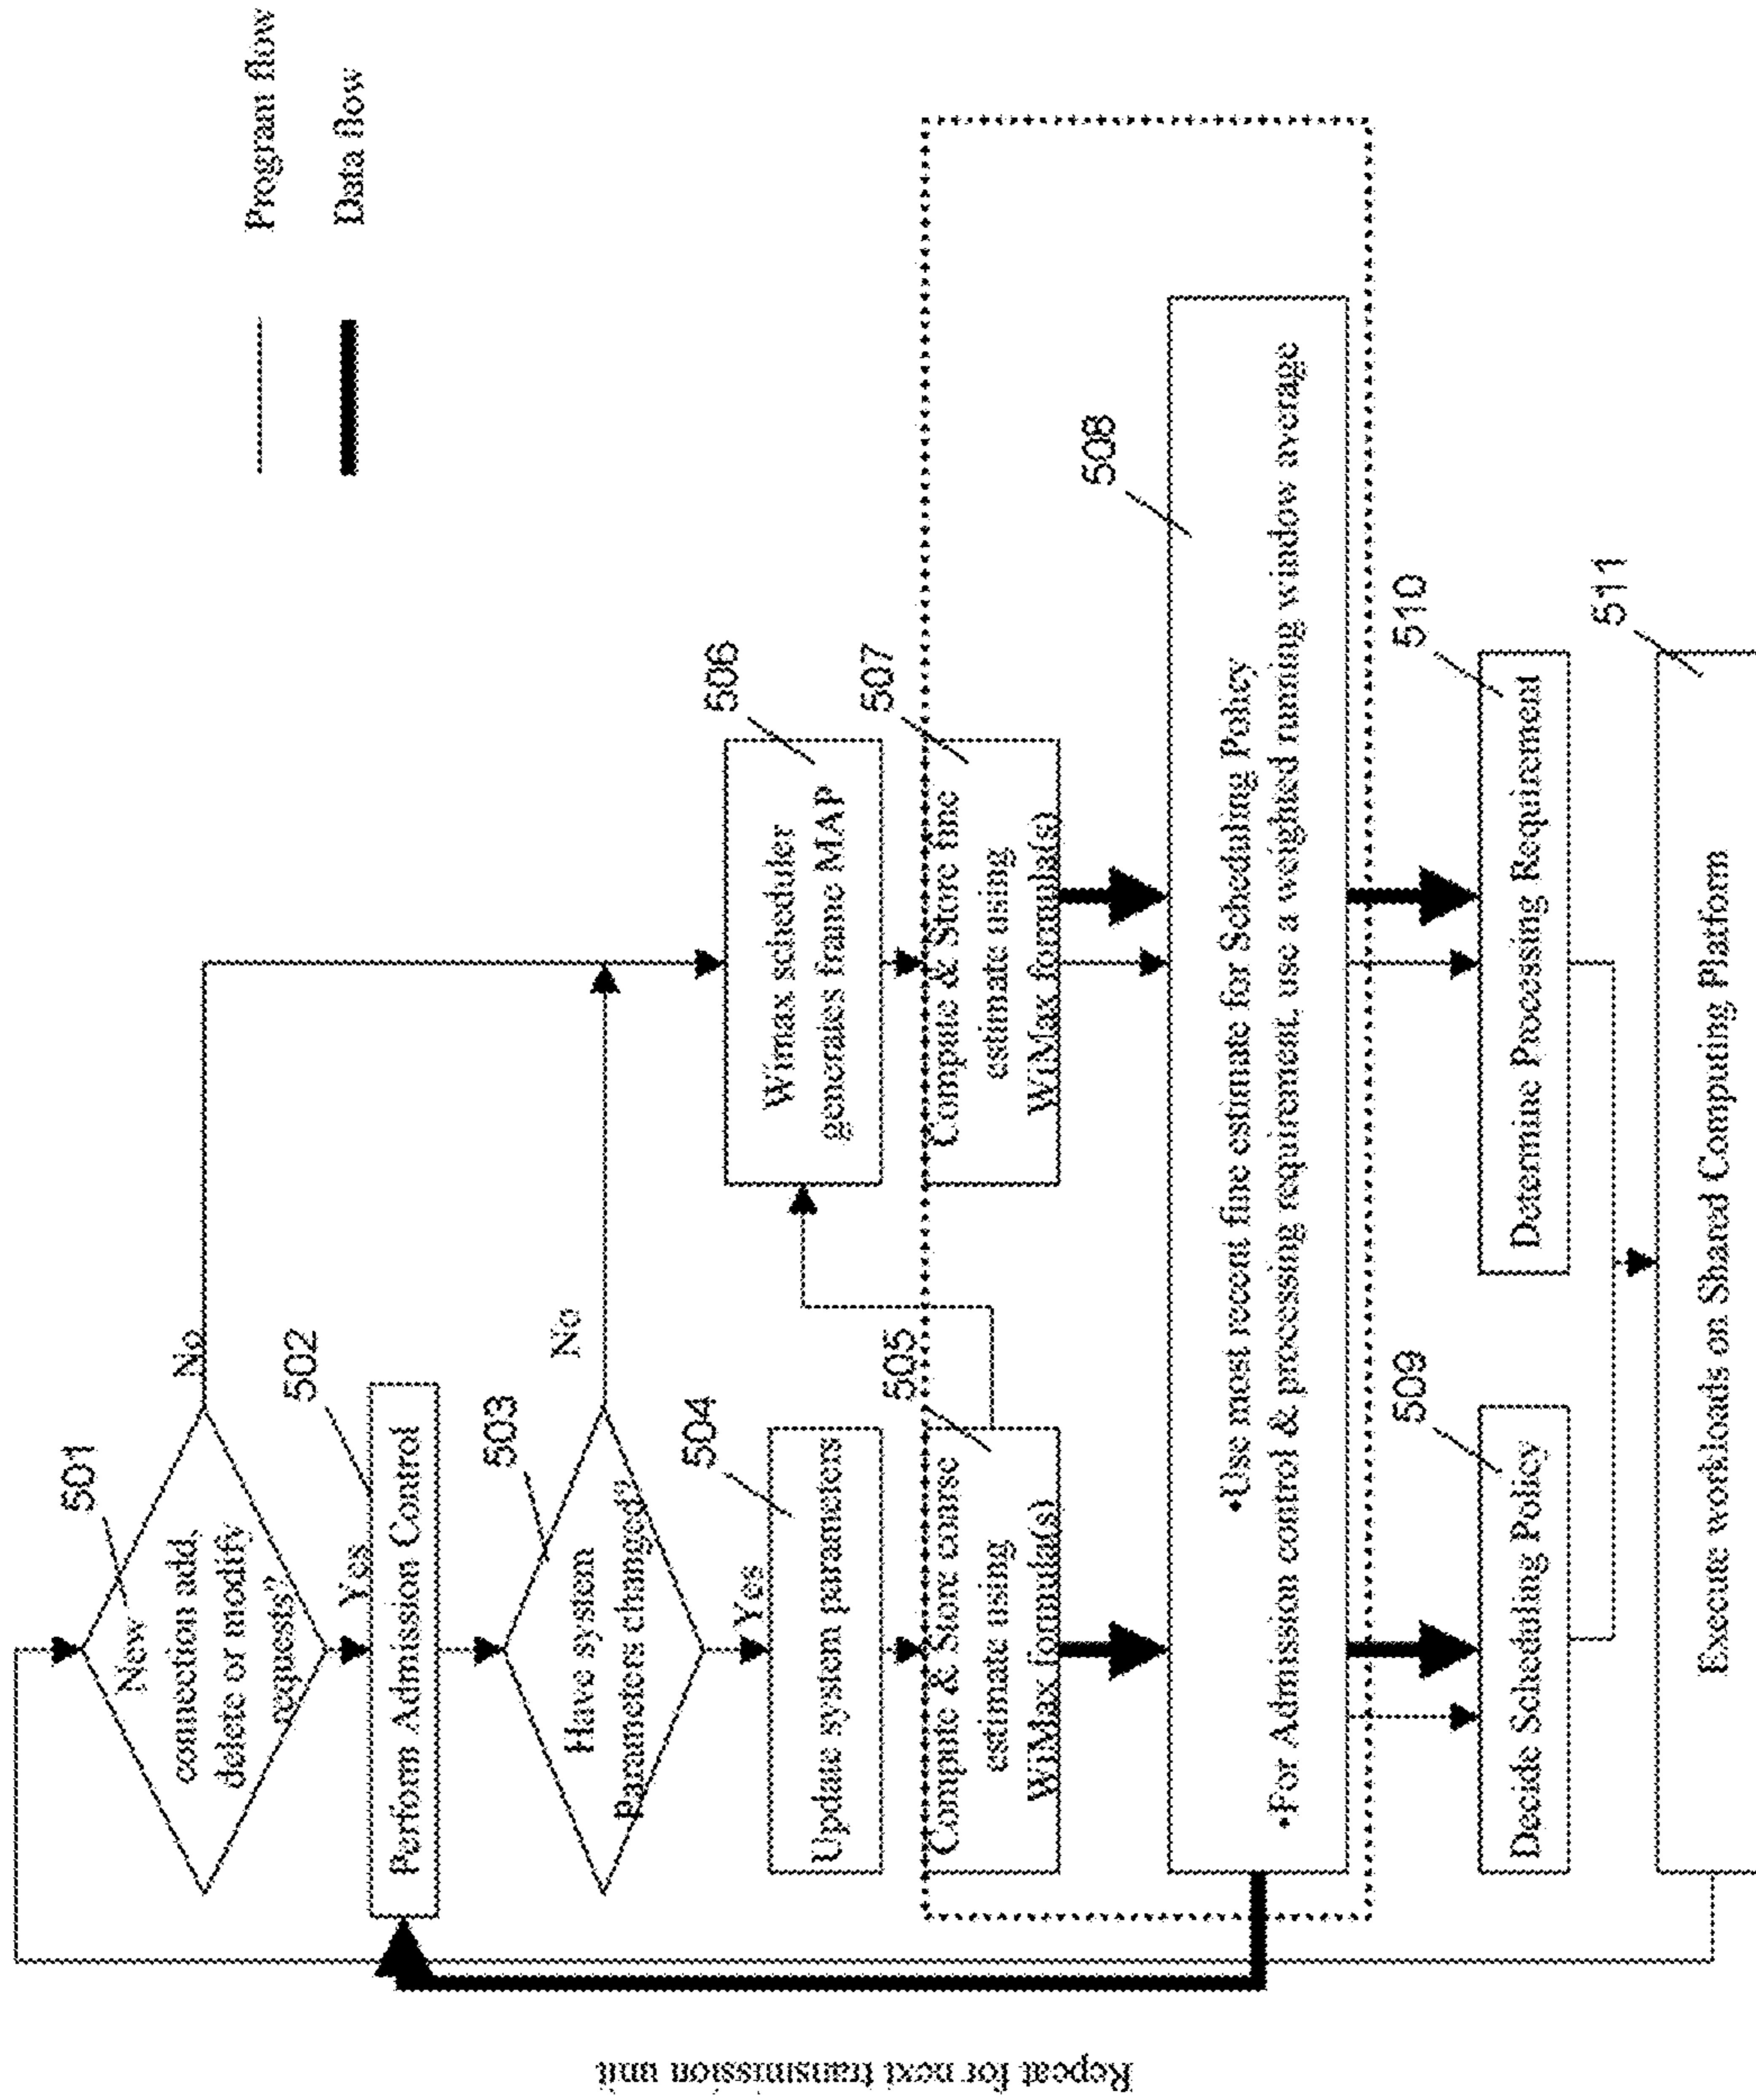 Program flow
Data flow
501
New
connection add,
delete or modify
requests?
No
Yes
502
Perform Admission Control
503
Have system
Parameters changed?
No
Yes
504
Update system parameters
505
Compute & Store coarse
estimate using
WiMax formula(s)
506
Wimax scheduler
generates frame MAP
507
Compute & Store fine
estimate using
WiMax formula(s)
508
•Use most recent fine estimate for Scheduling Policy
•For Admission control & processing requirement, use a weighted running window average
509
Decide Scheduling Policy
510
Determine Processing Requirement
511
Execute workloads on Shared Computing Platform
Repeat for next transmission unit